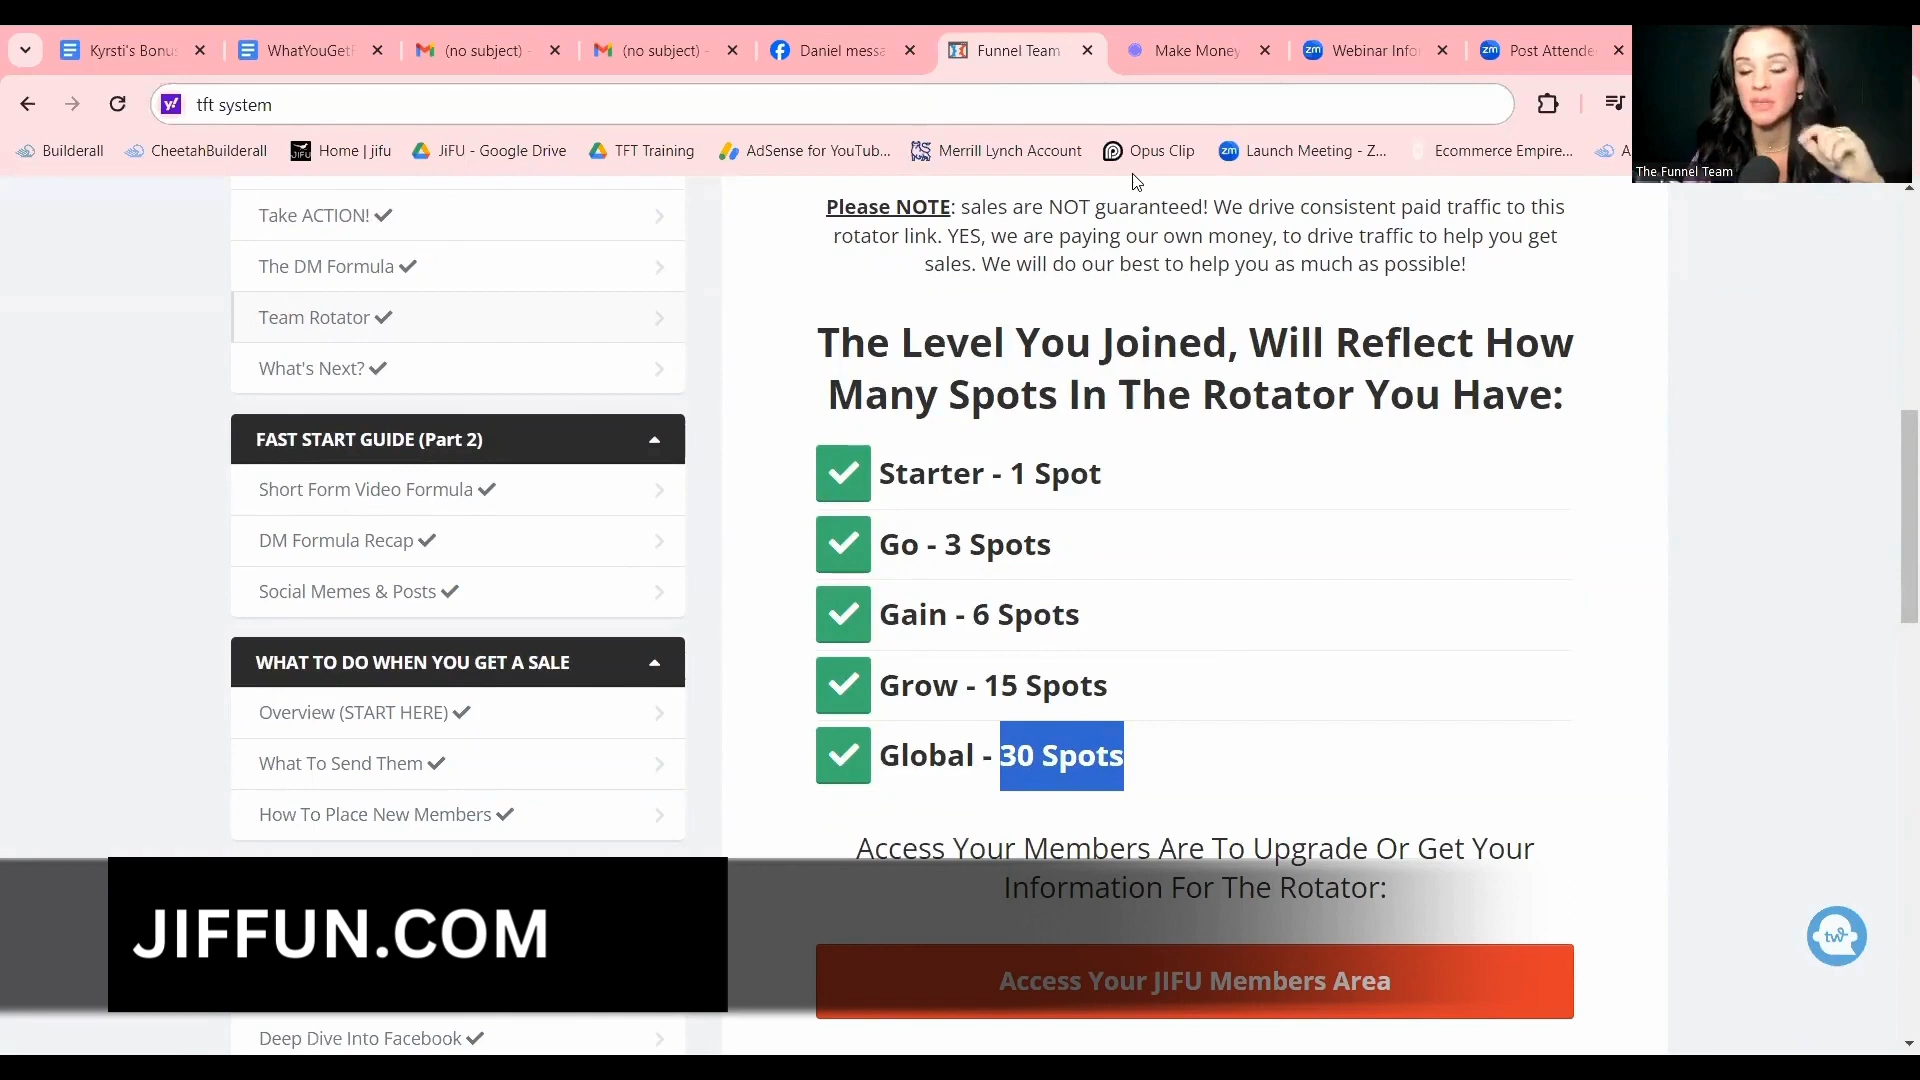 Kyrsti's Bonus
WhatYouGetF
(no subject) -
(no subject) -
Daniel messa
Funnel Team
Make Money
Webinar Info
Post Attende
tft system
Builderall
CheetahBuilderall
Home | jifu
JiFU - Google Drive
TFT Training
AdSense for YouTub...
Merrill Lynch Account
Opus Clip
Launch Meeting - Z...
Ecommerce Empire...
The Funnel Team
Take ACTION!
The DM Formula
Team Rotator
What's Next?
FAST START GUIDE (Part 2)
Short Form Video Formula
DM Formula Recap
Social Memes & Posts
WHAT TO DO WHEN YOU GET A SALE
Overview (START HERE)
What To Send Them
How To Place New Members
Deep Dive Into Facebook
Please NOTE: sales are NOT guaranteed! We drive consistent paid traffic to this
rotator link. YES, we are paying our own money, to drive traffic to help you get
sales. We will do our best to help you as much as possible!
The Level You Joined, Will Reflect How
Many Spots In The Rotator You Have:
Starter - 1 Spot
Go - 3 Spots
Gain - 6 Spots
Grow - 15 Spots
Global - 30 Spots
Access Your Members Are To Upgrade Or Get Your
Information For The Rotator:
Access Your JIFU Members Area
JIFFUN.COM